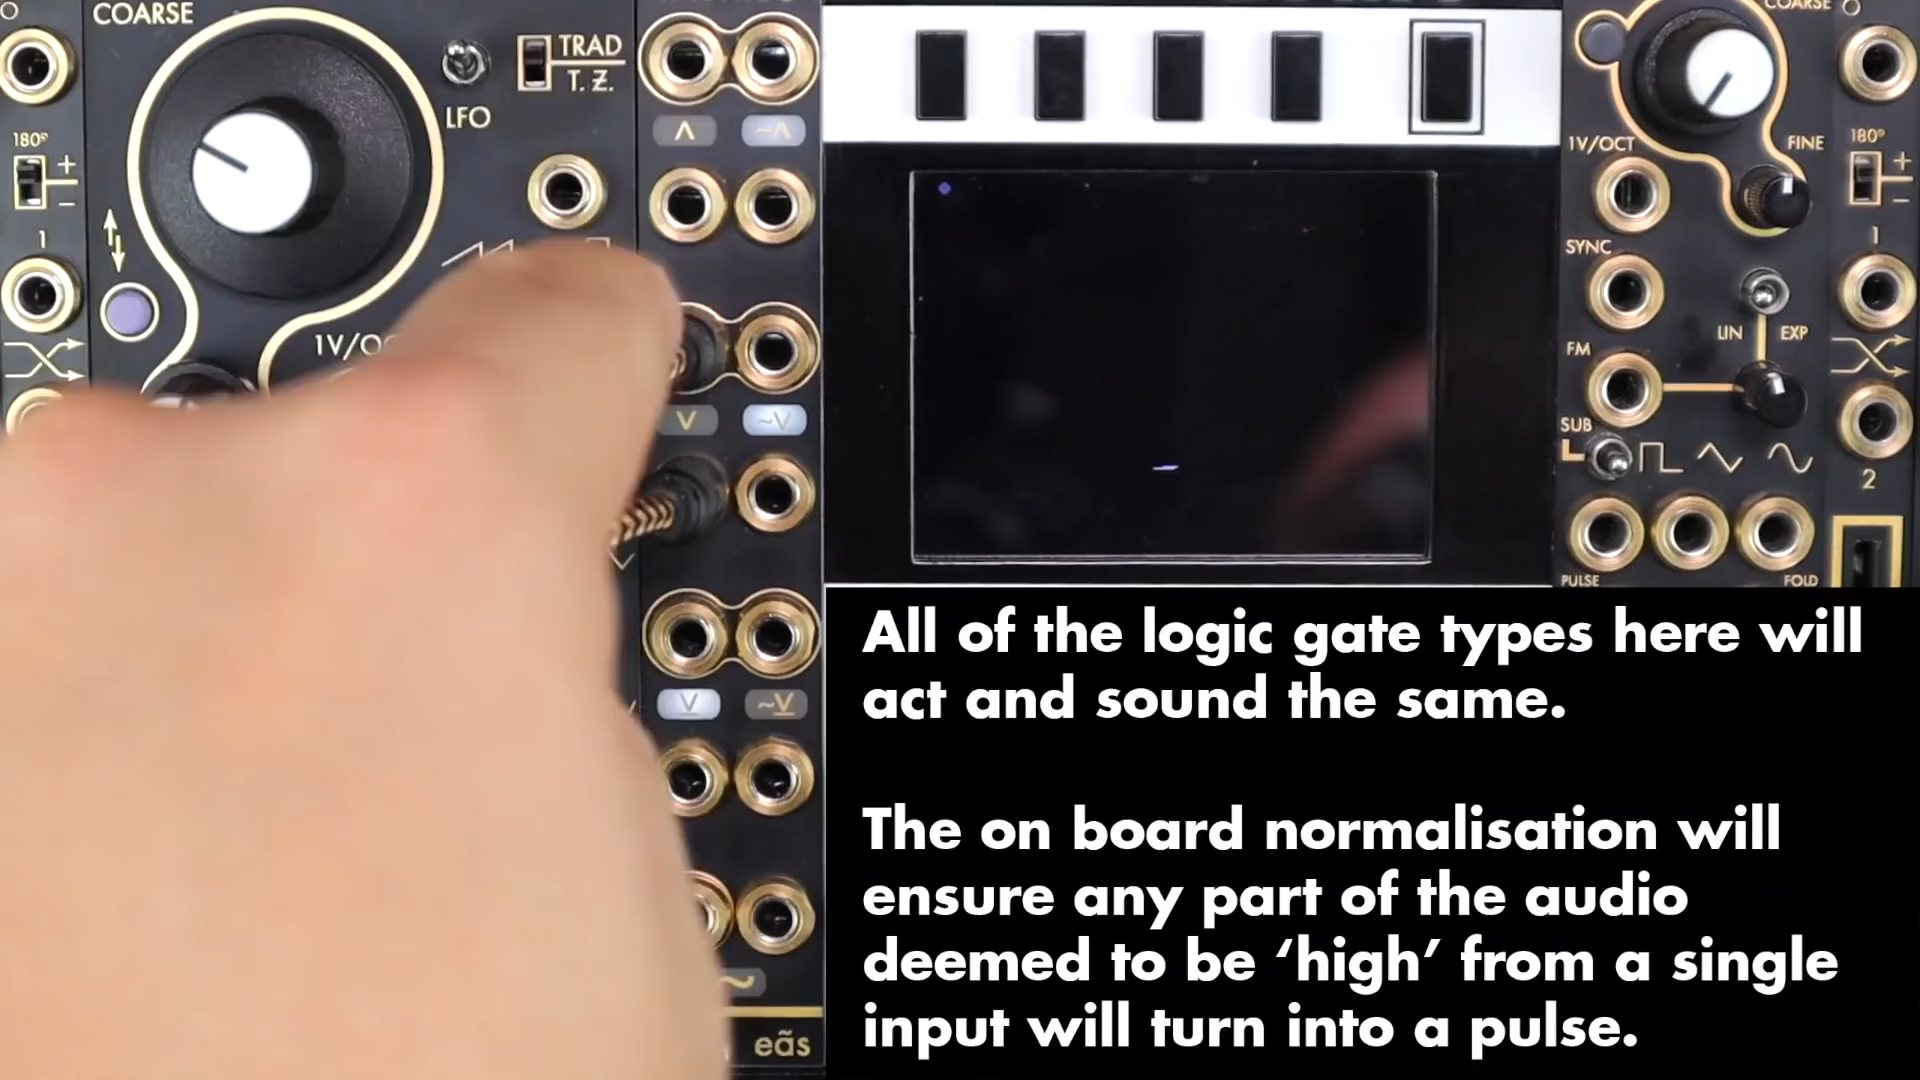 COARSE
TRAD
T. Z.
LFO
180º
+
−
1
1V/O
∧
~∧
∨
~∨
⊻
~⊻
~
eãs
COARSE
1V/OCT
FINE
180º
+
−
SYNC
1
LIN
EXP
FM
SUB
2
PULSE
FOLD
All of the logic gate types here will
act and sound the same.
The on board normalisation will
ensure any part of the audio
deemed to be ‘high’ from a single
input will turn into a pulse.